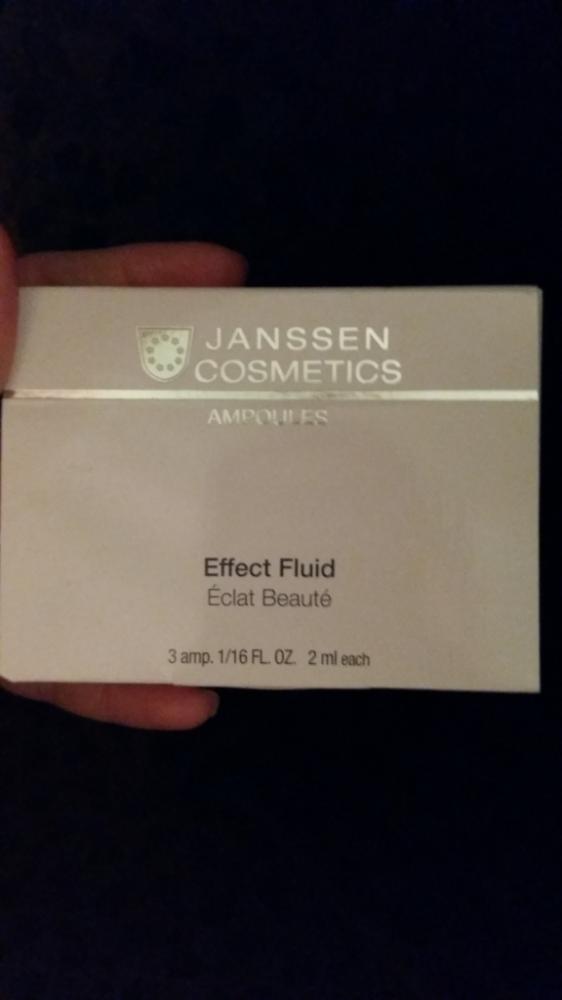 JANSSEN
COSMETICS
AMPOULES
Effect Fluid
Éclat Beauté
3 amp. 1/16 FL. OZ. 2 ml each